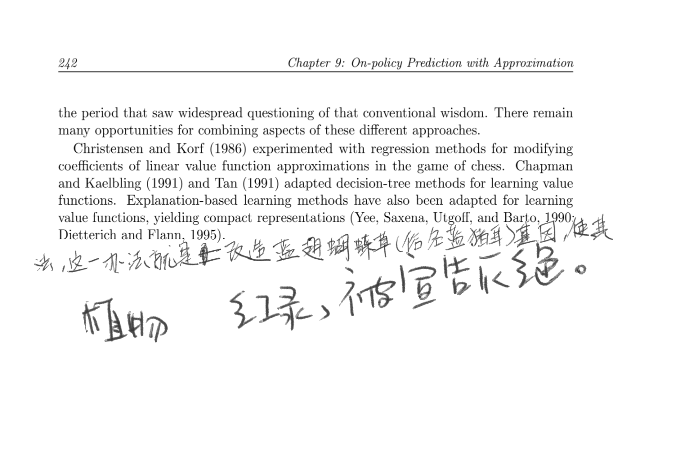 242 Chapter 9: On-policy Prediction with Approximation
the period that saw widespread questioning of that conventional wisdom. There remain
many opportunities for combining aspects of these different approaches.
Christensen and Korf (1986) experimented with regression methods for modifying
coefficients of linear value function approximations in the game of chess. Chapman
and Kaelbling (1991) and Tan (1991) adapted decision-tree methods for learning value
functions. Explanation-based learning methods have also been adapted for learning
value functions, yielding compact representations (Yee, Saxena, Utgoff, and Barto, 1990;
Dietterich and Flann, 1995).
法,这一办法就是改造蓝翅蝴蝶草(俗名蓝猪耳)基因,使其
植物 红录,被宣告灭绝。